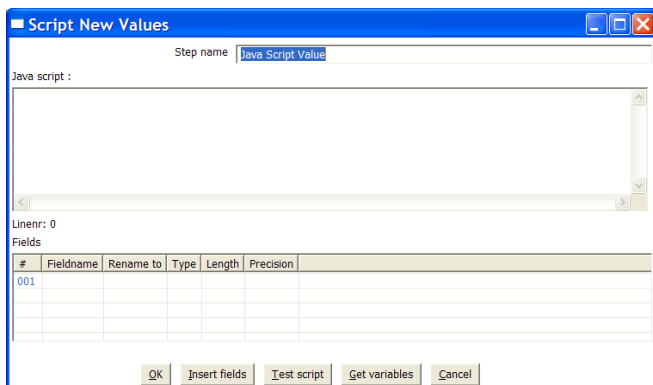 Script New Values
Step name Java Script Value
Java script :
Linenr: 0
Fields
# Fieldname Rename to Type Length Precision
001
OK Insert fields Test script Get variables Cancel